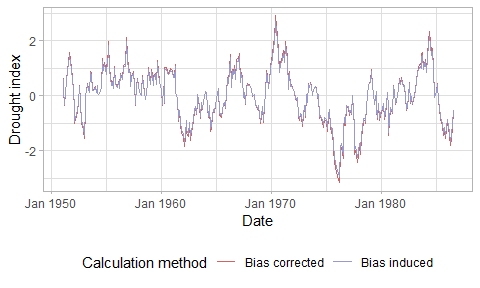 Drought index
2
0
-2
Jan 1950 Jan 1960 Jan 1970 Jan 1980
Date
Calculation method Bias corrected Bias induced